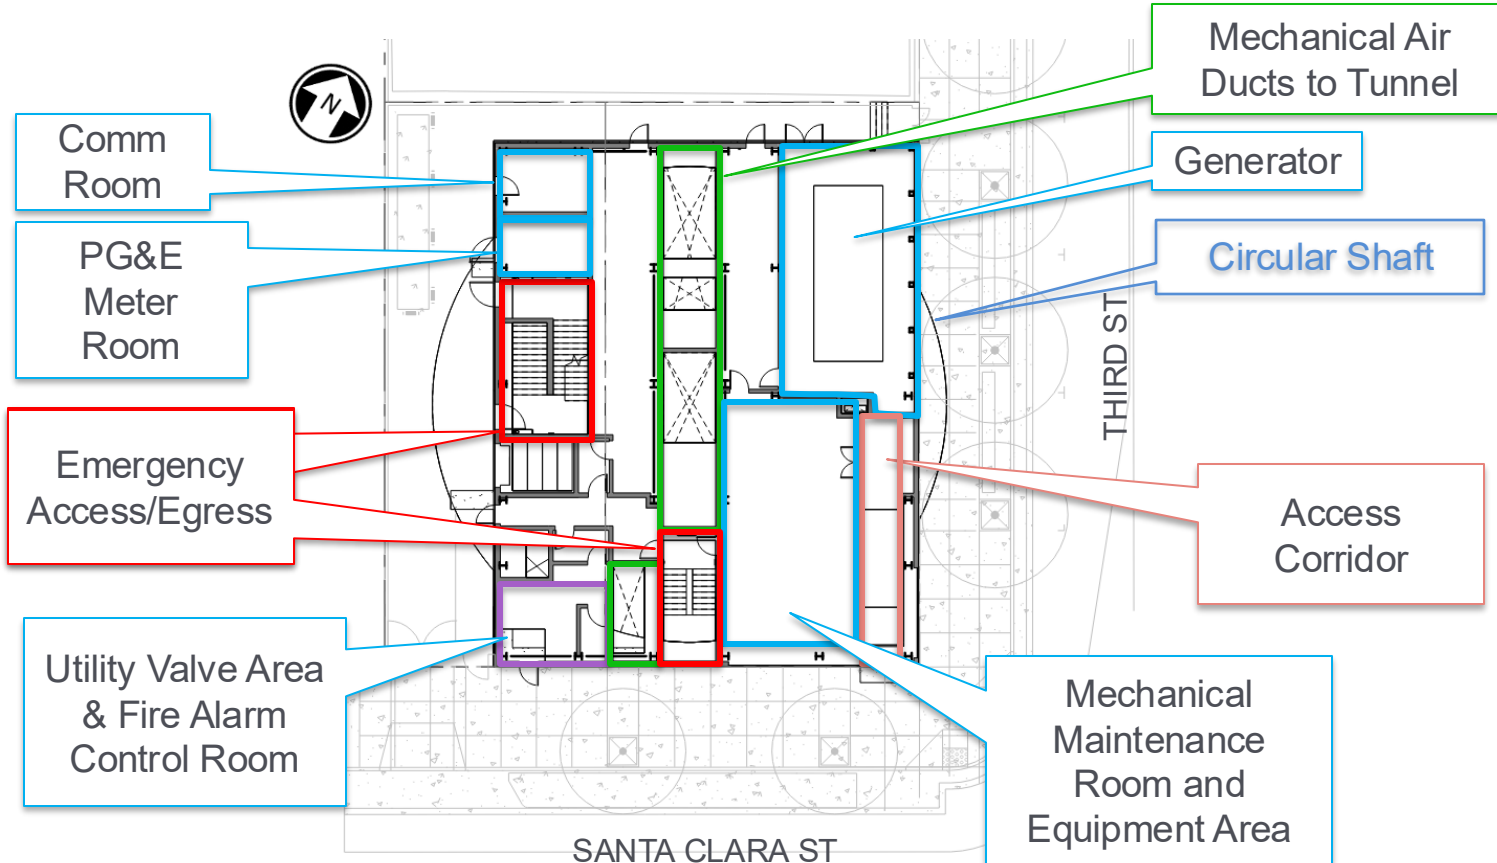 Mechanical Air
Ducts to Tunnel
N
Comm
Room
Generator
PG&E
Meter
Room
Circular Shaft
THIRD ST
Emergency
Access/Egress
Access
Corridor
Utility Valve Area
& Fire Alarm
Control Room
Mechanical
Maintenance
Room and
Equipment Area
SANTA CLARA ST